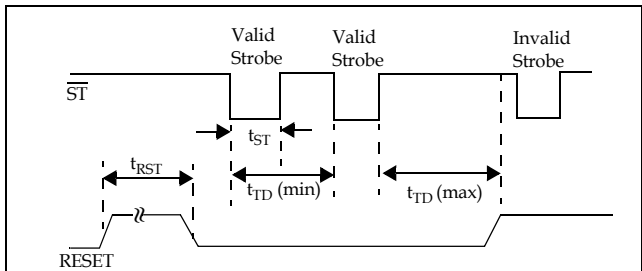 Valid
Strobe
Valid
Strobe
Invalid
Strobe
ST
tST
tRST
tTD (min)
tTD (max)
RESET